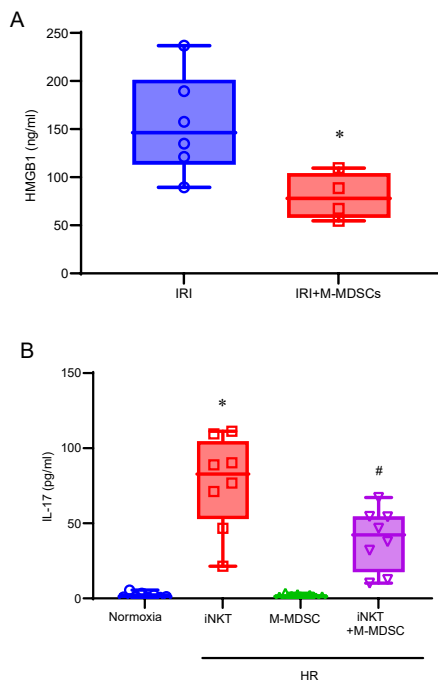 A
HMGB1 (ng/ml)
250
200
150
100
50
0
*
IRI
IRI+M-MDSCs
B
IL-17 (pg/ml)
150
100
50
0
*
#
Normoxia
iNKT
M-MDSC
iNKT
+M-MDSC
HR